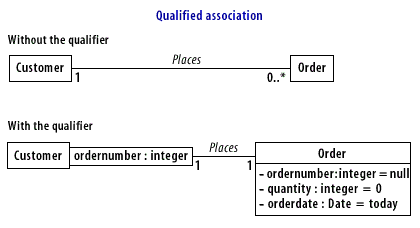 Qualified association
Without the qualifier
Customer
Places
Order
1
0..*
With the qualifier
Customer
ordernumber : integer
Places
1
1
Order
- ordernumber:integer = null
- quantity : integer = 0
- orderdate : Date = today